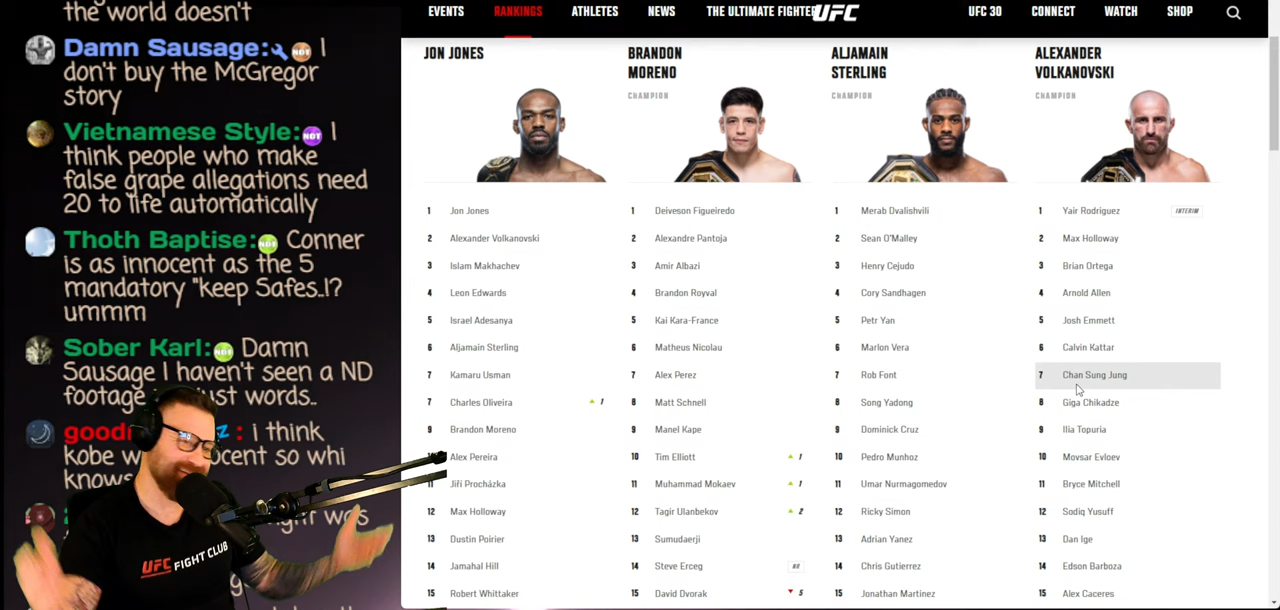 the world doesn't
Damn Sausage: NOT I
don't buy the McGregor
story
Vietnamese Style: NOT I
think people who make
false grape allegations need
20 to life automatically
Thoth Baptise: NOT Conner
is as innocent as the 5
mandatory "keep Safes..!?
ummm
Sober Karl: NOT Damn
Sausage I haven't seen a ND
footage just words..
: i think
kobe so whi
knows
was
UFC FIGHT CLUB
EVENTS RANKINGS ATHLETES NEWS THE ULTIMATE FIGHTER UFC UFC 30 CONNECT WATCH SHOP
JON JONES
1 Jon Jones
2 Alexander Volkanovski
3 Islam Makhachev
4 Leon Edwards
5 Israel Adesanya
6 Aljamain Sterling
7 Kamaru Usman
7 Charles Oliveira 1
9 Brandon Moreno
Alex Pereira
11 Jiří Procházka
12 Max Holloway
13 Dustin Poirier
14 Jamahal Hill
15 Robert Whittaker
BRANDON
MORENO
CHAMPION
1 Deiveson Figueiredo
2 Alexandre Pantoja
3 Amir Albazi
4 Brandon Royval
5 Kai Kara-France
6 Matheus Nicolau
7 Alex Perez
8 Matt Schnell
9 Manel Kape
10 Tim Elliott 1
11 Muhammad Mokaev 1
12 Tagir Ulanbekov 2
13 Sumudaerji
14 Steve Erceg NR
15 David Dvorak 5
ALJAMAIN
STERLING
CHAMPION
1 Merab Dvalishvili
2 Sean O'Malley
3 Henry Cejudo
4 Cory Sandhagen
5 Petr Yan
6 Marlon Vera
7 Rob Font
8 Song Yadong
9 Dominick Cruz
10 Pedro Munhoz
11 Umar Nurmagomedov
12 Ricky Simon
13 Adrian Yanez
14 Chris Gutierrez
15 Jonathan Martinez
ALEXANDER
VOLKANOVSKI
CHAMPION
1 Yair Rodriguez INTERIM
2 Max Holloway
3 Brian Ortega
4 Arnold Allen
5 Josh Emmett
6 Calvin Kattar
7 Chan Sung Jung
8 Giga Chikadze
9 Ilia Topuria
10 Movsar Evloev
11 Bryce Mitchell
12 Sodiq Yusuff
13 Dan Ige
14 Edson Barboza
15 Alex Caceres